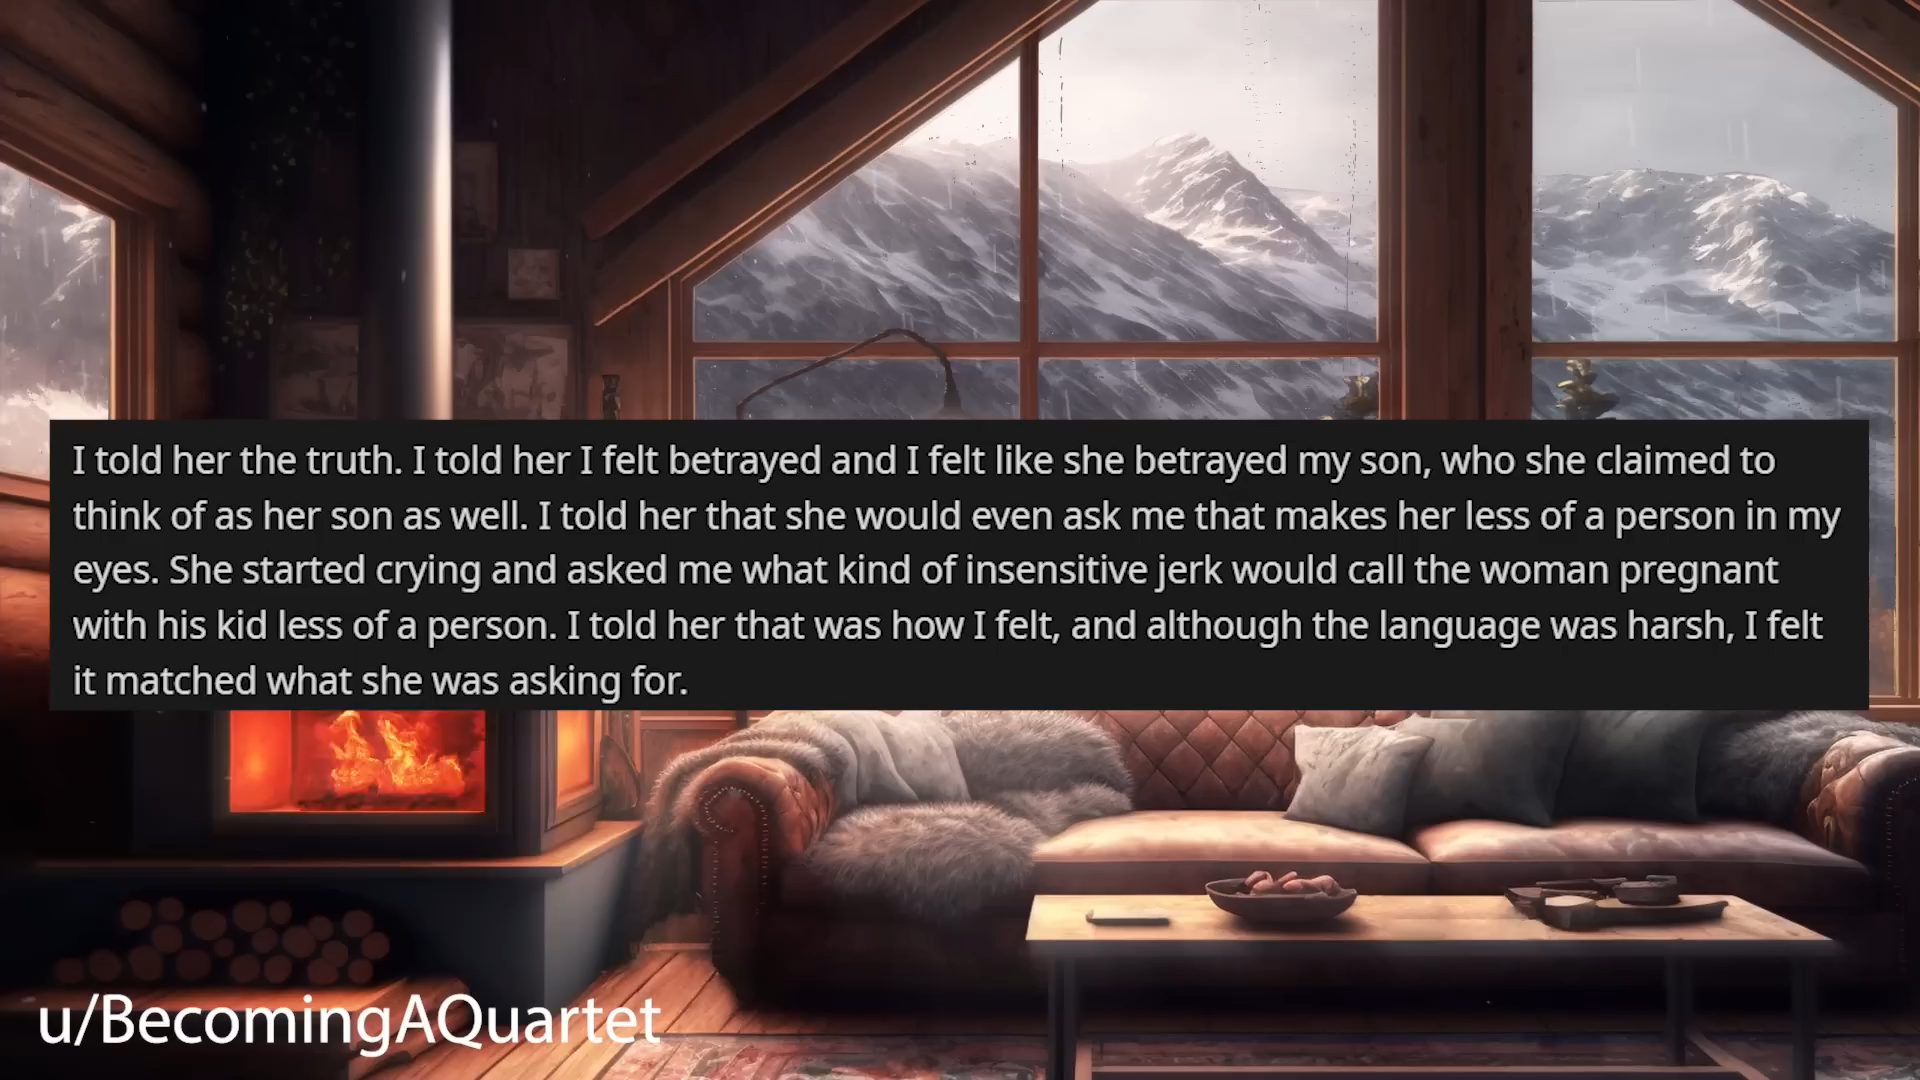 I told her the truth. I told her I felt betrayed and I felt like she betrayed my son, who she claimed to
think of as her son as well. I told her that she would even ask me that makes her less of a person in my
eyes. She started crying and asked me what kind of insensitive jerk would call the woman pregnant
with his kid less of a person. I told her that was how I felt, and although the language was harsh, I felt
it matched what she was asking for.
u/BecomingAQuartet